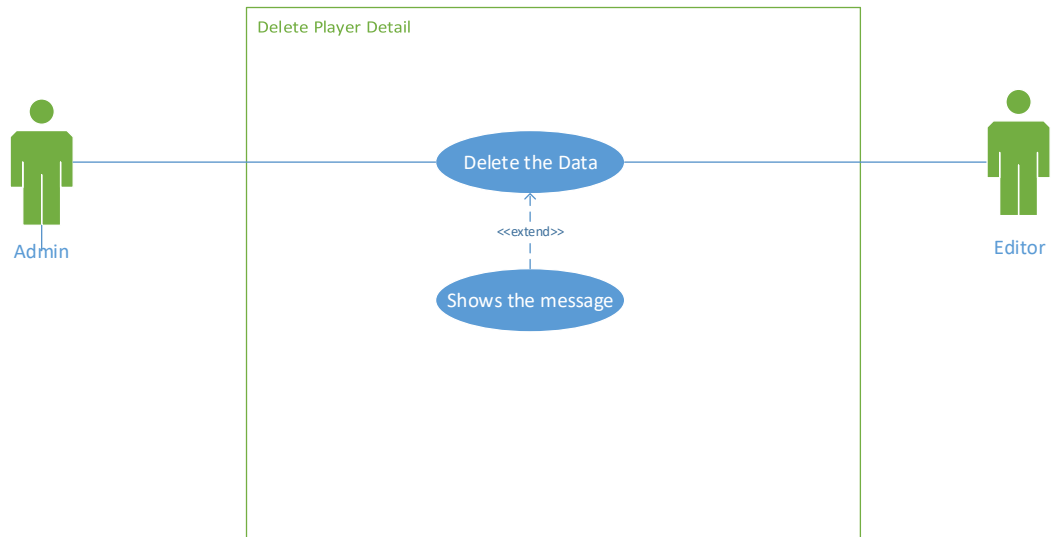 Delete Player Detail
Delete the Data
<<extend>>
Admin
Editor
Shows the message